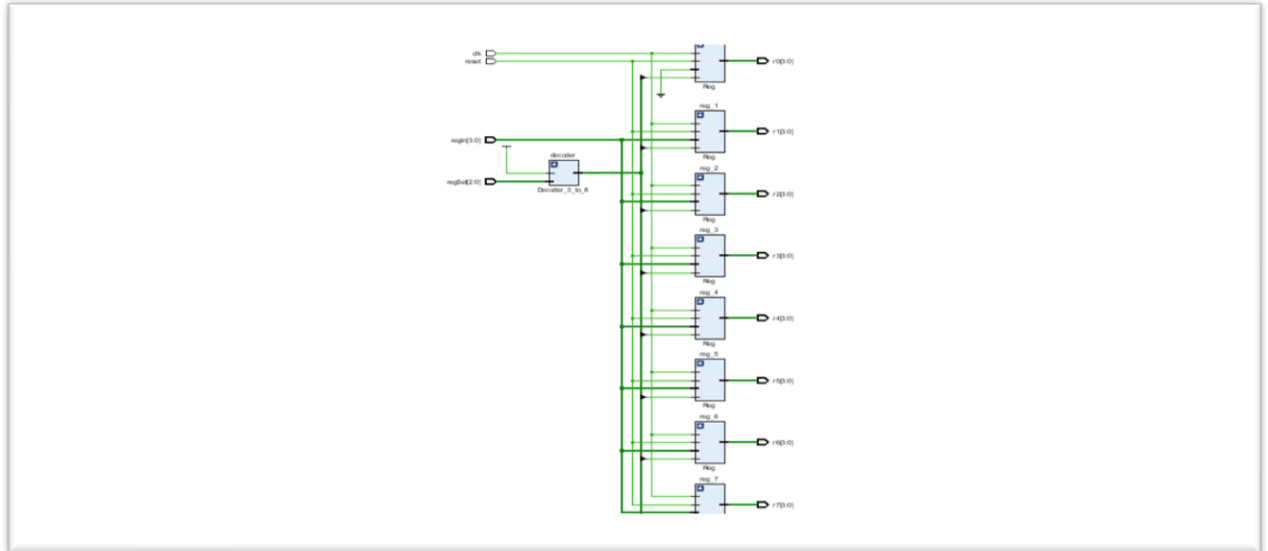 clk
reset
r0[3:0]
Reg
reg_1
regIn[3:0]
r1[3:0]
decoder
Reg
reg_2
regSel[2:0]
Decoder_3_to_8
r2[3:0]
Reg
reg_3
r3[3:0]
Reg
reg_4
r4[3:0]
Reg
reg_5
r5[3:0]
Reg
reg_6
r6[3:0]
Reg
reg_7
r7[3:0]